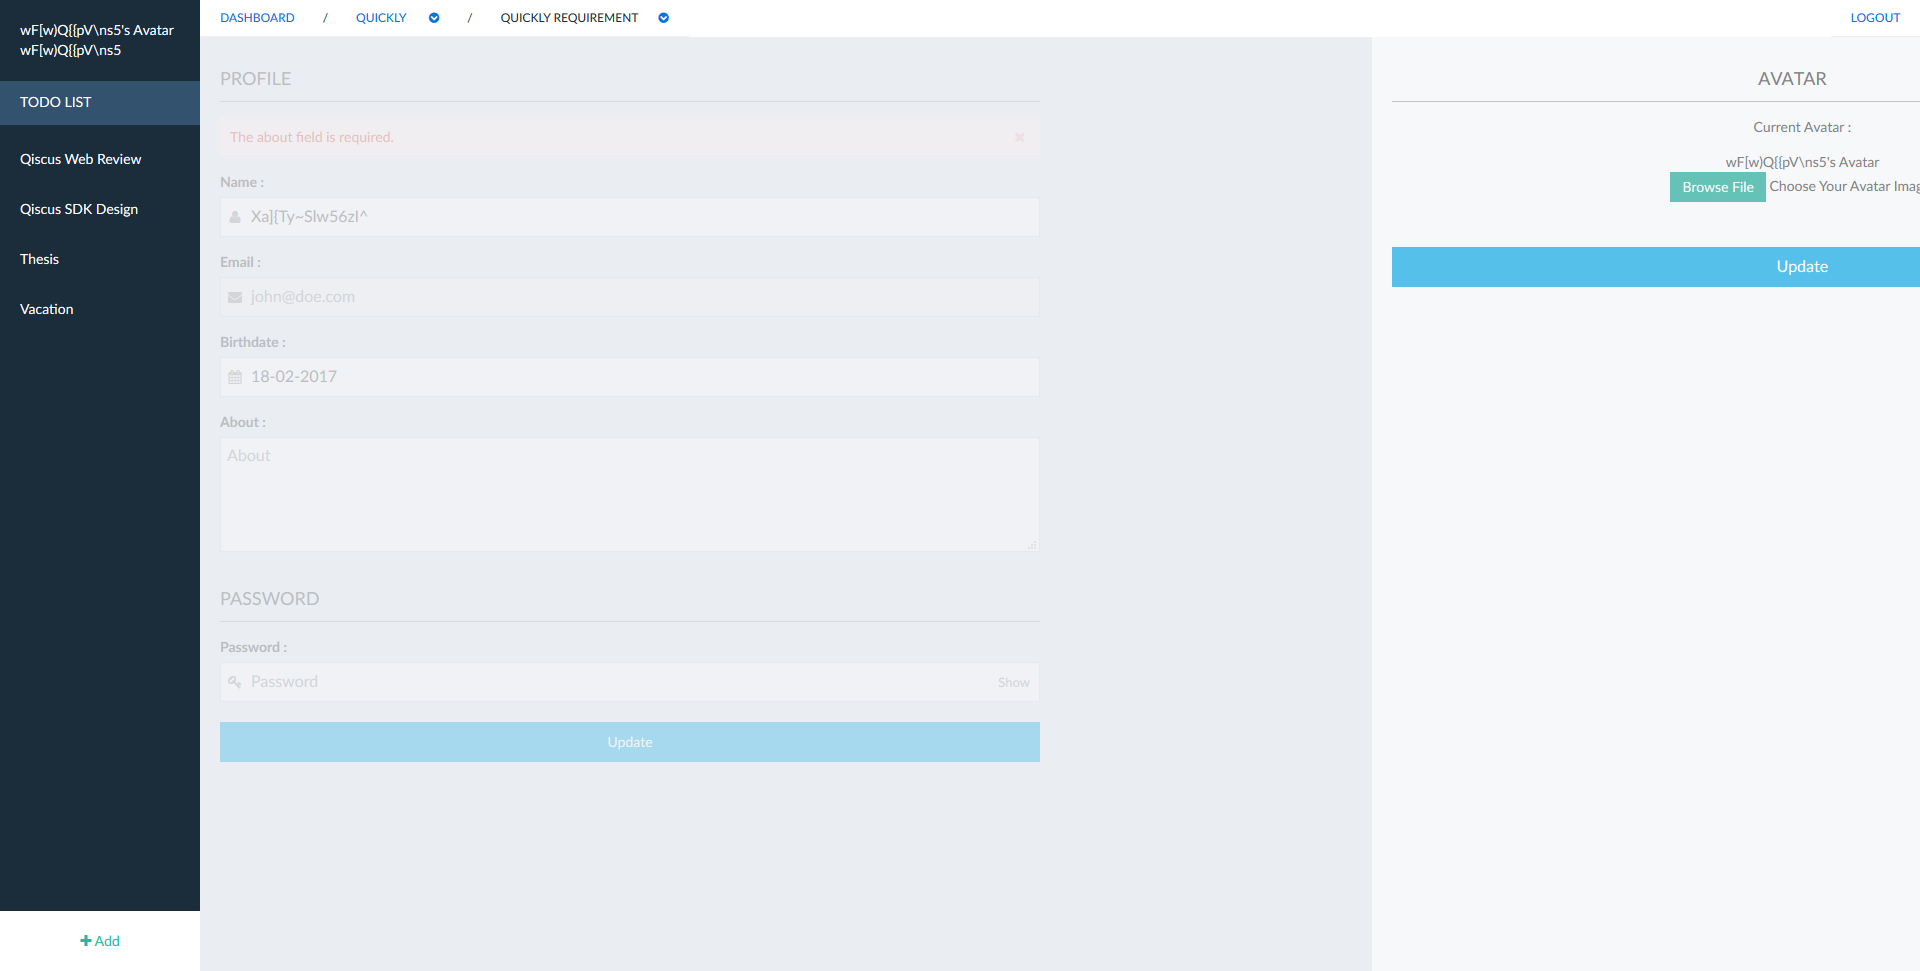 wF[w)Q{{pV\ns5's Avatar
wF[w)Q{{pV\ns5
TODO LIST
Qiscus Web Review
Qiscus SDK Design
Thesis
Vacation
Add
DASHBOARD / QUICKLY / QUICKLY REQUIREMENT
LOGOUT
PROFILE
The about field is required.
Name :
Xa]{Ty~Slw56zI^
Email :
john@doe.com
Birthdate :
18-02-2017
About :
About
PASSWORD
Password :
Password Show
Update
AVATAR
Current Avatar :
wF[w)Q{{pV\ns5's Avatar
Browse File Choose Your Avatar Imag
Update